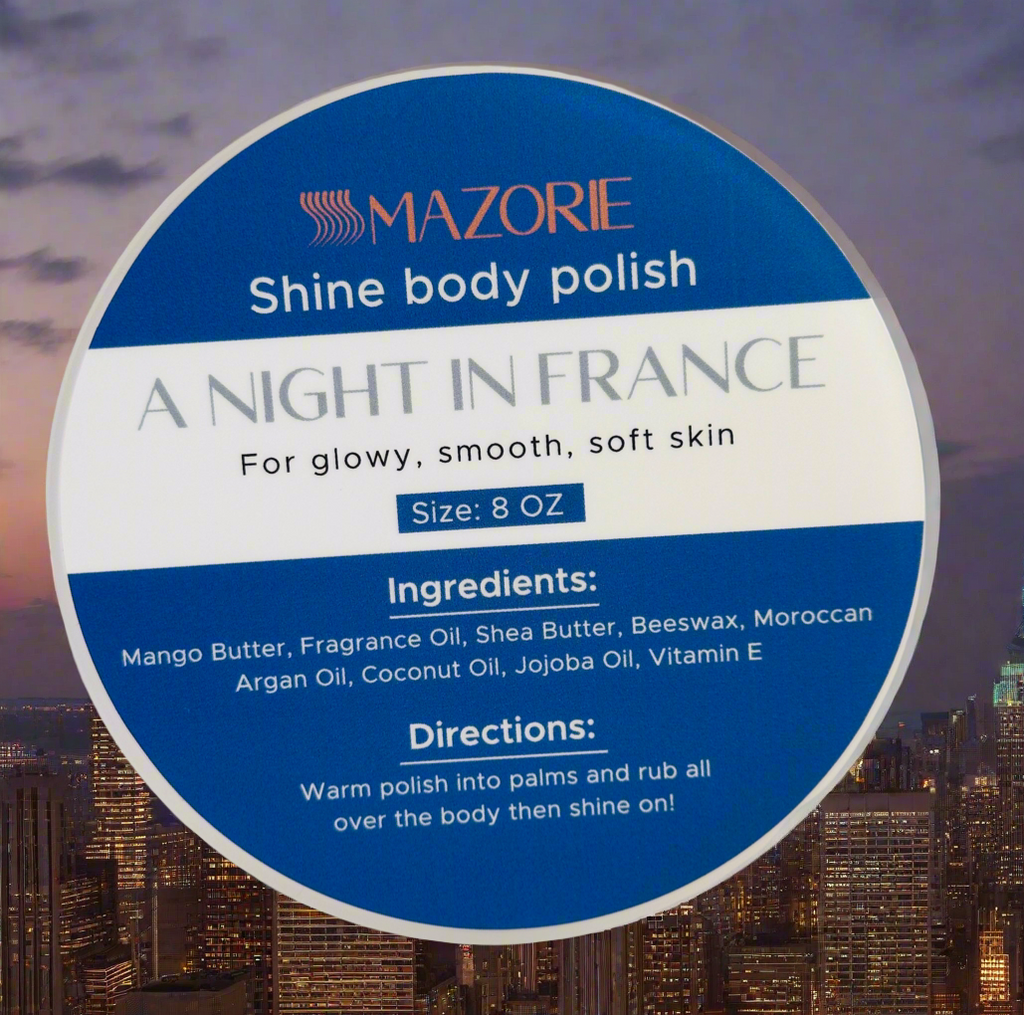 MAZORIE
Shine body polish
A NIGHT IN FRANCE
For glowy, smooth, soft skin
Size: 8 OZ
Ingredients:
Mango Butter, Fragrance Oil, Shea Butter, Beeswax, Moroccan
Argan Oil, Coconut Oil, Jojoba Oil, Vitamin E
Directions:
Warm polish into palms and rub all
over the body then shine on!